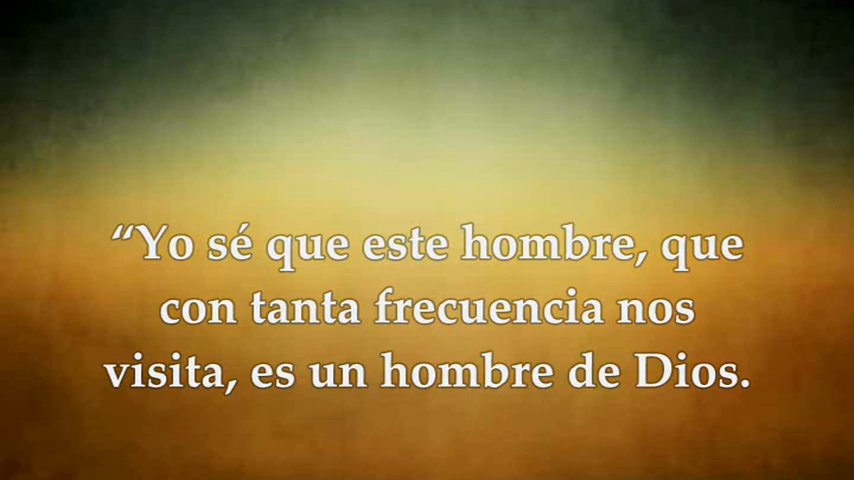 “Yo sé que este hombre, que
con tanta frecuencia nos
visita, es un hombre de Dios.